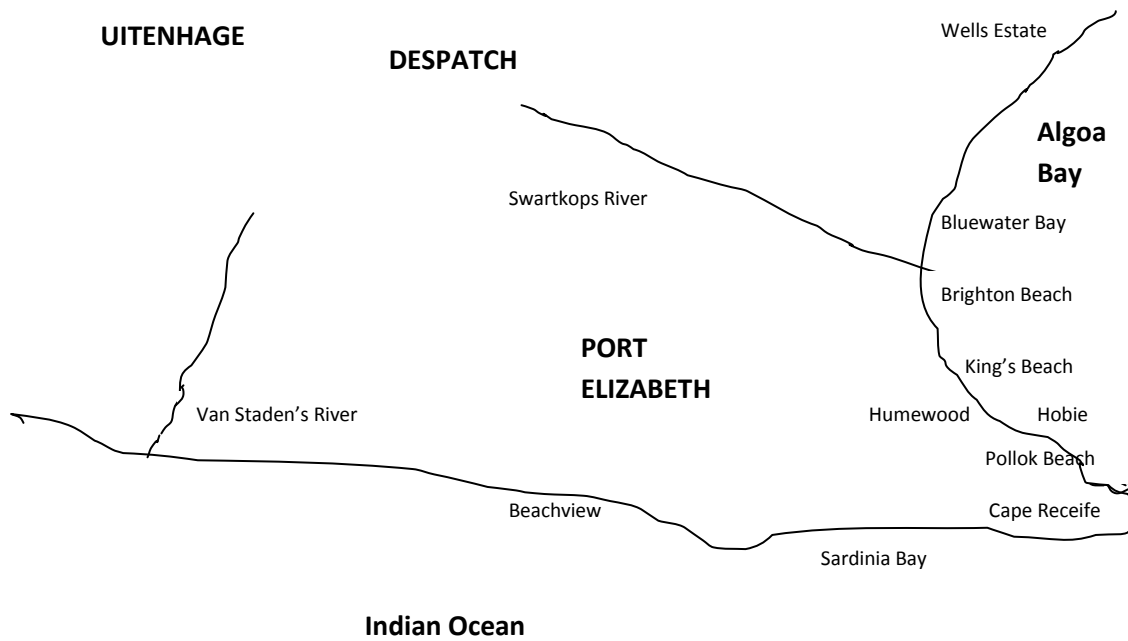 Wells Estate
UITENHAGE
DESPATCH
Algoa
Bay
Swartkops River
Bluewater Bay
Brighton Beach
PORT
ELIZABETH
King’s Beach
Van Staden’s River
Humewood
Hobie
Pollok Beach
Beachview
Cape Receife
Sardinia Bay
Indian Ocean